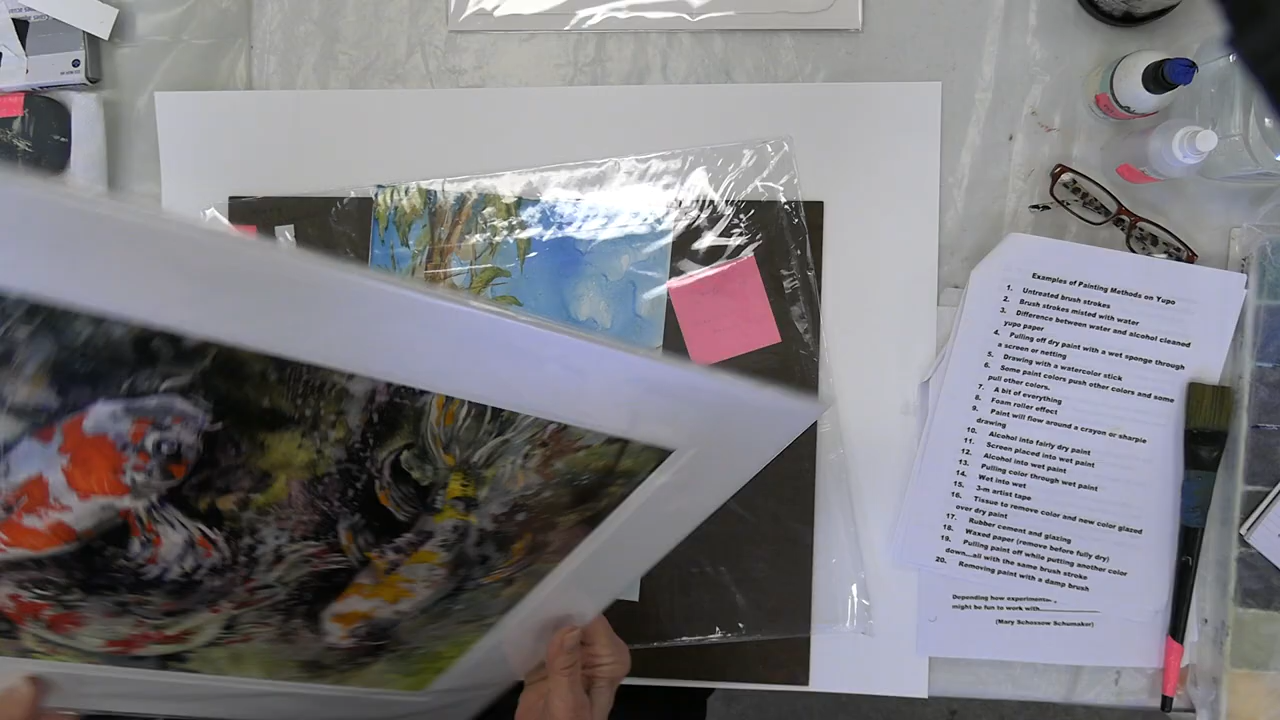 Examples of Painting Methods on Yupo
1. Untreated brush strokes
2. Brush strokes misted with water
3. Difference between water and alcohol cleaned
yupo paper
4. Pulling off dry paint with a wet sponge through
a screen or netting
5. Drawing with a watercolor stick
6. Some paint colors push other colors and some
pull other colors.
7. A bit of everything
8. Foam roller effect
9. Paint will flow around a crayon or sharpie
drawing
10. Alcohol into fairly dry paint
11. Screen placed into wet paint
12. Alcohol into wet paint
13. Pulling color through wet paint
14. Wet into wet
15. 3-m artist tape
16. Tissue to remove color and new color glazed
over dry paint
17. Rubber cement and glazing
18. Waxed paper (remove before fully dry)
19. Pulling paint off while putting another color
down....all with the same brush stroke
20. Removing paint with a damp brush
Depending how
might be fun to work with
(Mary Schumaker)